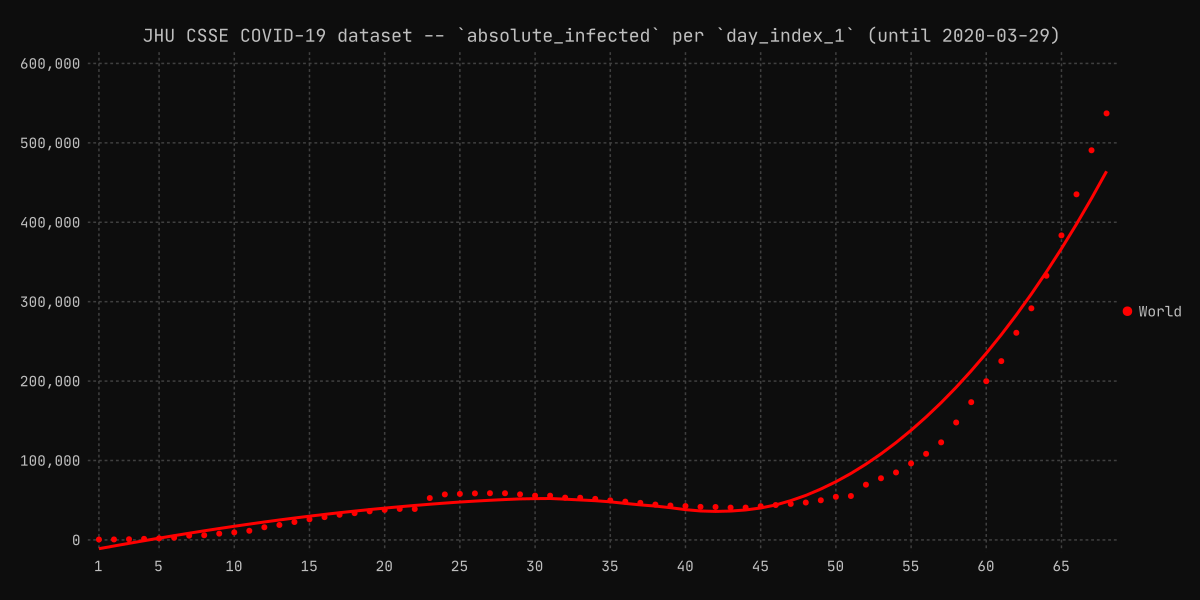 JHU CSSE COVID-19 dataset -- `absolute_infected` per `day_index_1` (until 2020-03-29)
600,000
500,000
400,000
300,000
200,000
100,000
0
World
1 5 10 15 20 25 30 35 40 45 50 55 60 65